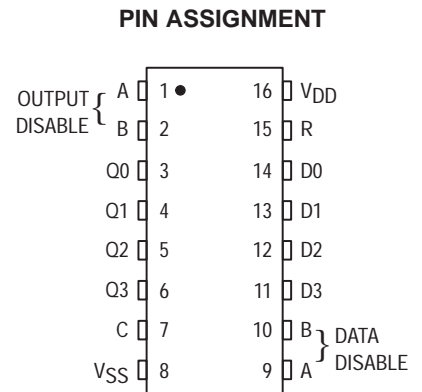 PIN ASSIGNMENT
OUTPUT DISABLE { A 1 16 VDD
B 2 15 R
Q0 3 14 D0
Q1 4 13 D1
Q2 5 12 D2
Q3 6 11 D3
C 7 10 B } DATA DISABLE
VSS 8 9 A